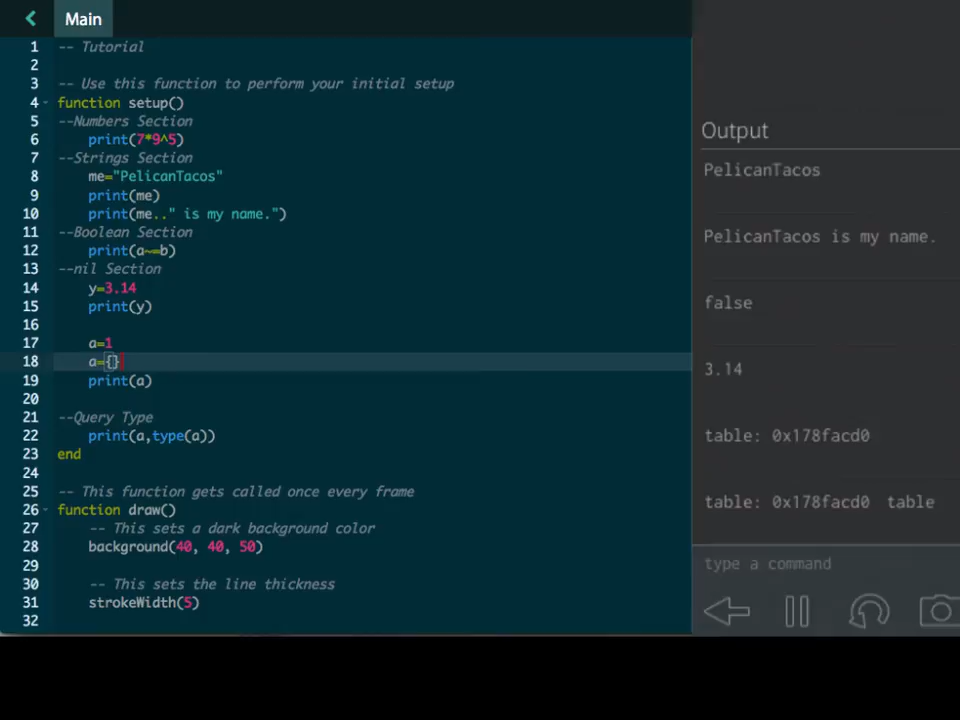 Main
1 -- Tutorial
2
3 -- Use this function to perform your initial setup
4 function setup()
5 --Numbers Section
6 print(7*9^5)
7 --Strings Section
8 me="PelicanTacos"
9 print(me)
10 print(me.." is my name.")
11 --Boolean Section
12 print(a~=b)
13 --nil Section
14 y=3.14
15 print(y)
16
17 a=1
18 a={}
19 print(a)
20
21 --Query Type
22 print(a,type(a))
23 end
24
25 -- This function gets called once every frame
26 function draw()
27 -- This sets a dark background color
28 background(40, 40, 50)
29
30 -- This sets the line thickness
31 strokeWidth(5)
32
Output
PelicanTacos
PelicanTacos is my name.
false
3.14
table: 0x178facd0
table: 0x178facd0 table
type a command